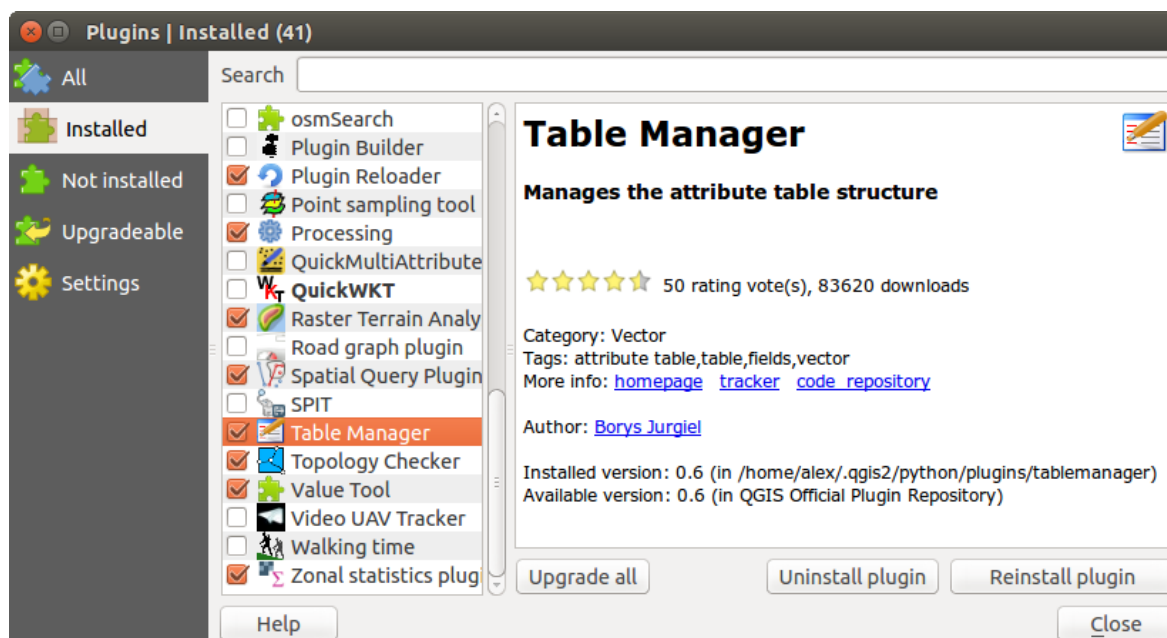 Plugins | Installed (41)
All
Installed
Not installed
Upgradeable
Settings
Search
osmSearch
Plugin Builder
Plugin Reloader
Point sampling tool
Processing
QuickMultiAttribute
WKT QuickWKT
Raster Terrain Analy
Road graph plugin
Spatial Query Plugin
SPIT
Table Manager
Topology Checker
Value Tool
Video UAV Tracker
Walking time
Σ Zonal statistics plugi
Table Manager
Manages the attribute table structure
50 rating vote(s), 83620 downloads
Category: Vector
Tags: attribute table,table,fields,vector
More info: homepage tracker code repository
Author: Borys Jurgiel
Installed version: 0.6 (in /home/alex/.qgis2/python/plugins/tablemanager)
Available version: 0.6 (in QGIS Official Plugin Repository)
Upgrade all
Uninstall plugin
Reinstall plugin
Help
Close